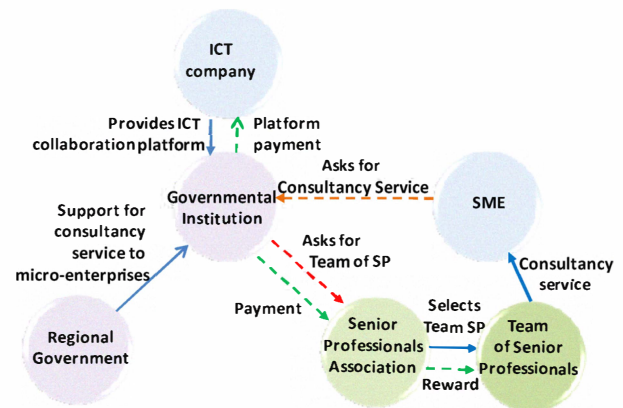 ICT
company
Provides ICT
collaboration platform
Platform
payment
Asks for
Consultancy Service
Governmental
Institution
SME
Support for
consultancy
service to
micro-enterprises
Asks for
Team of SP
Consultancy
service
Payment
Selects
Team SP
Regional
Government
Senior
Professionals
Association
Team
of Senior
Professionals
Reward